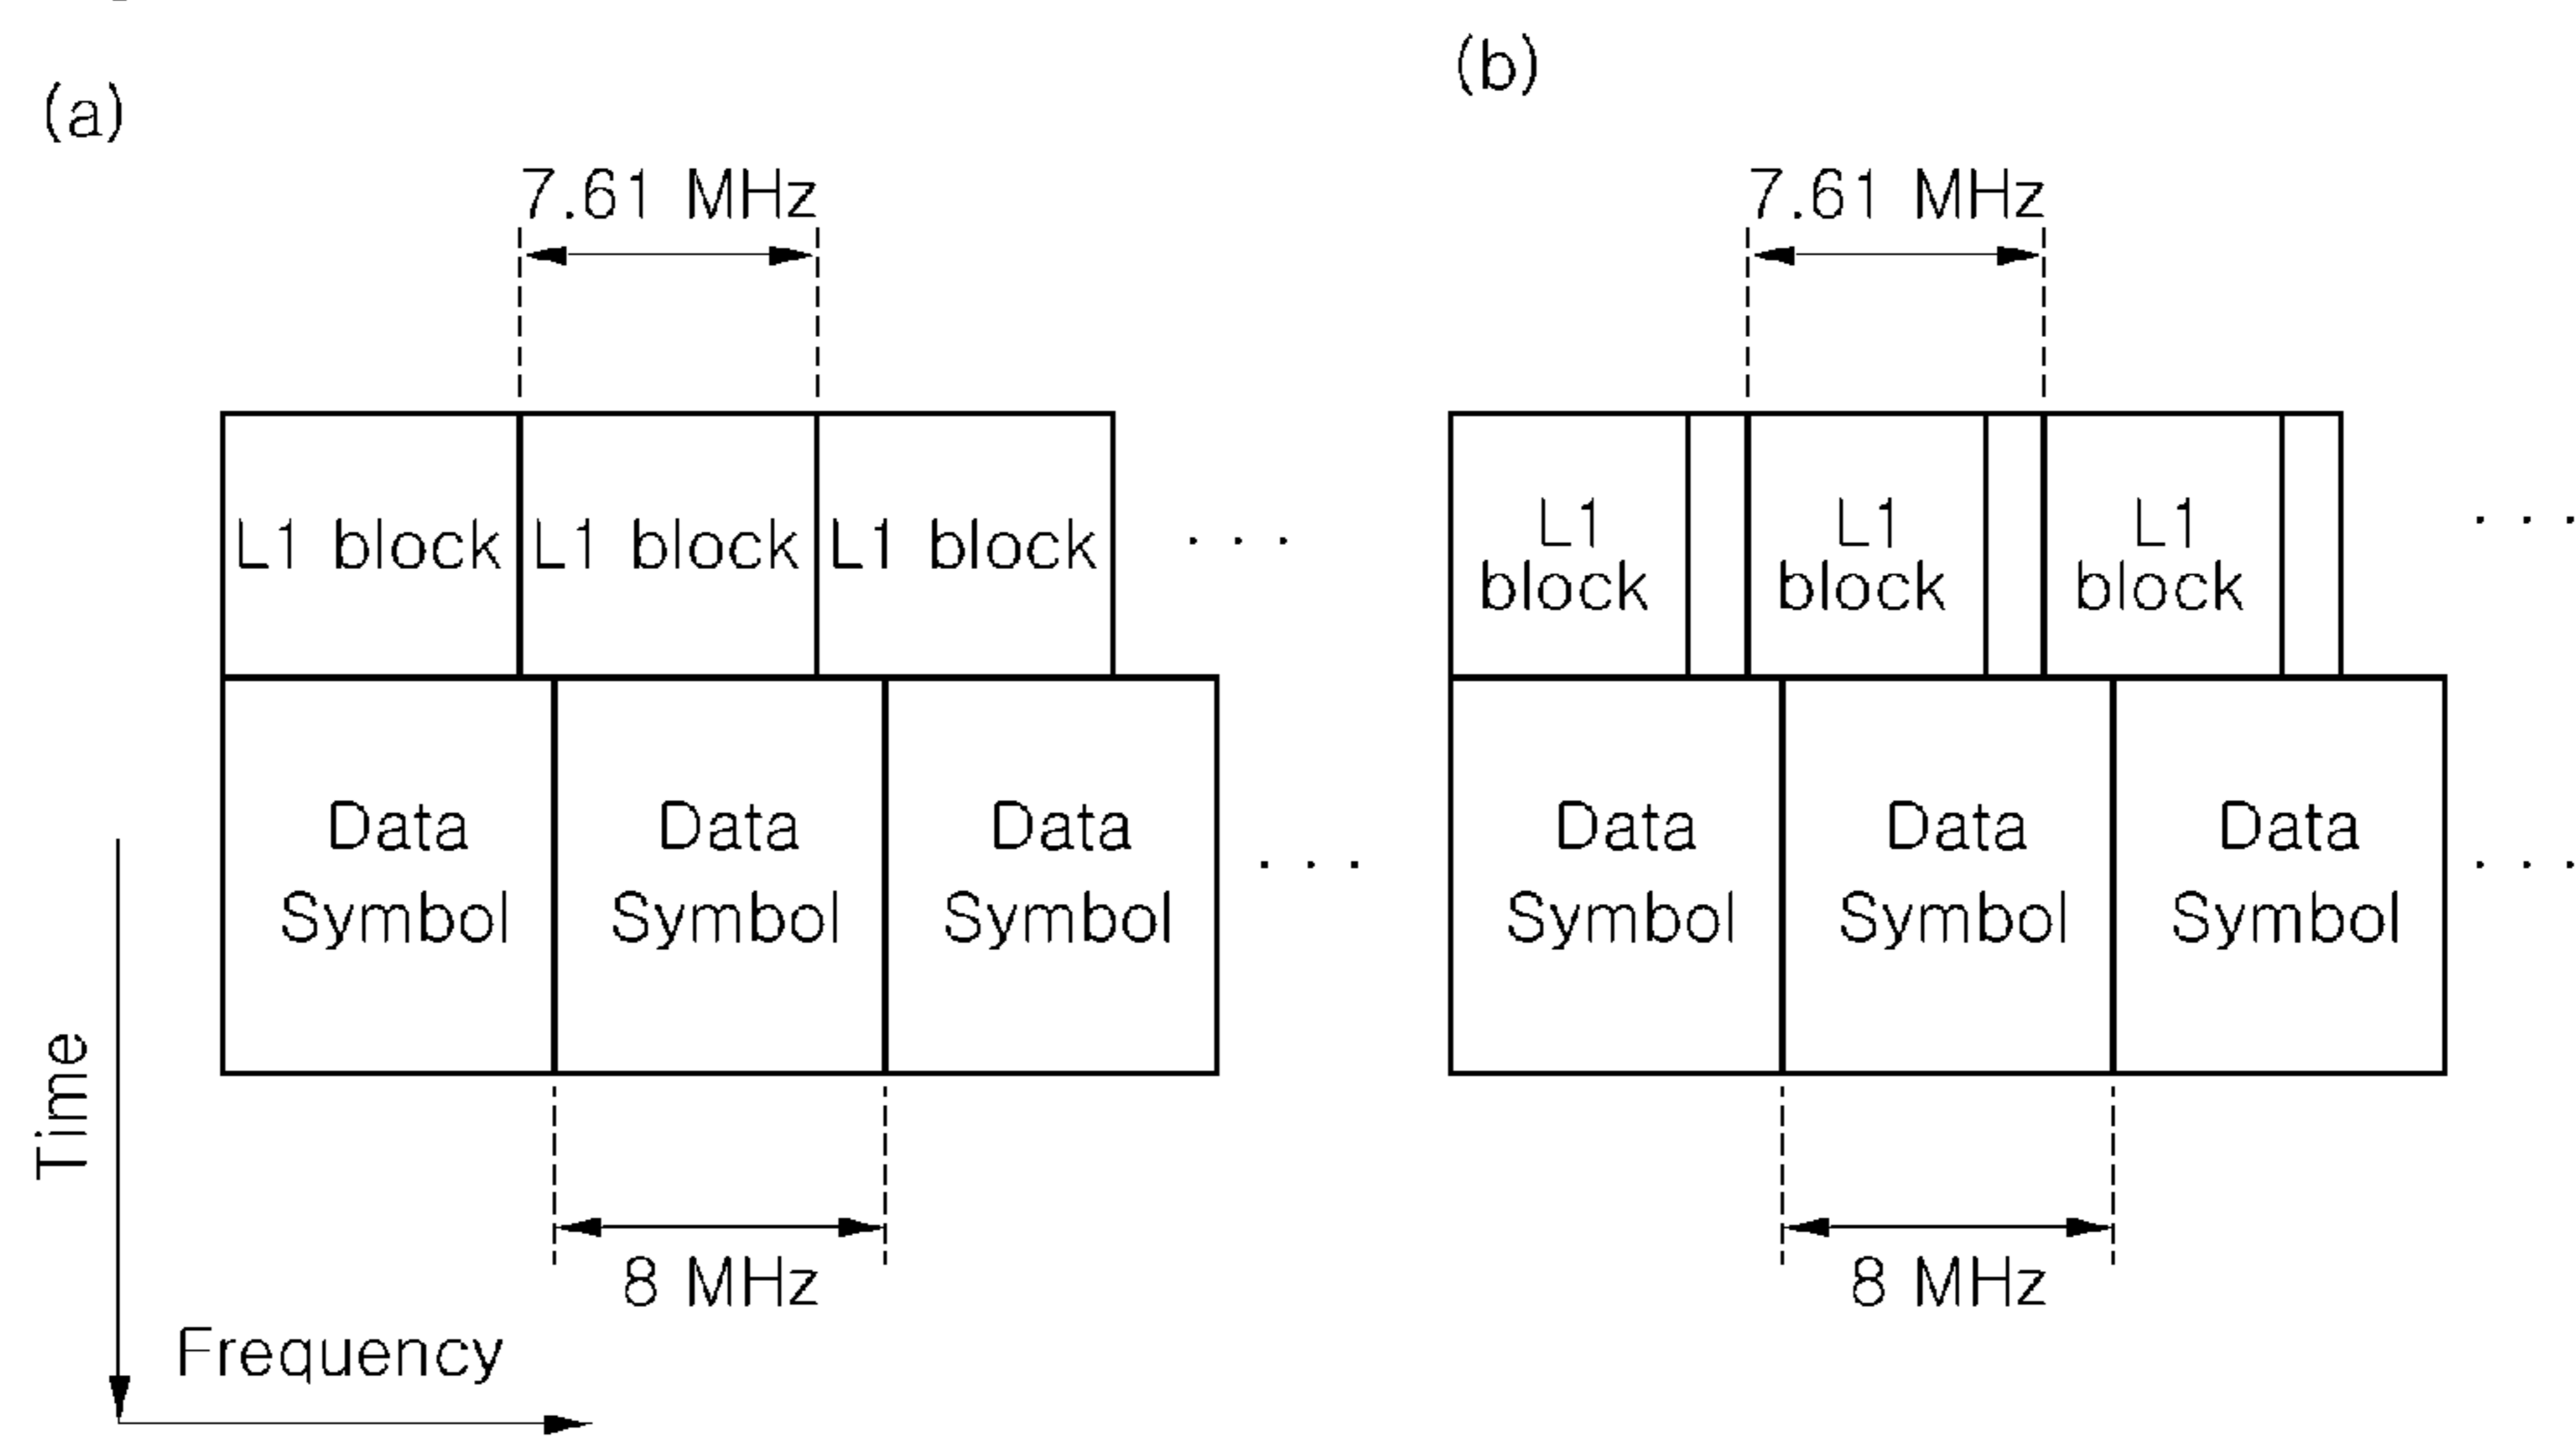 (a)
7.61 MHz
L1 block L1 block L1 block . . .
Data Data Data
Symbol Symbol Symbol . . .
8 MHz
Time
Frequency
(b)
7.61 MHz
L1 L1 L1
block block block . . .
Data Data Data
Symbol Symbol Symbol . . .
8 MHz